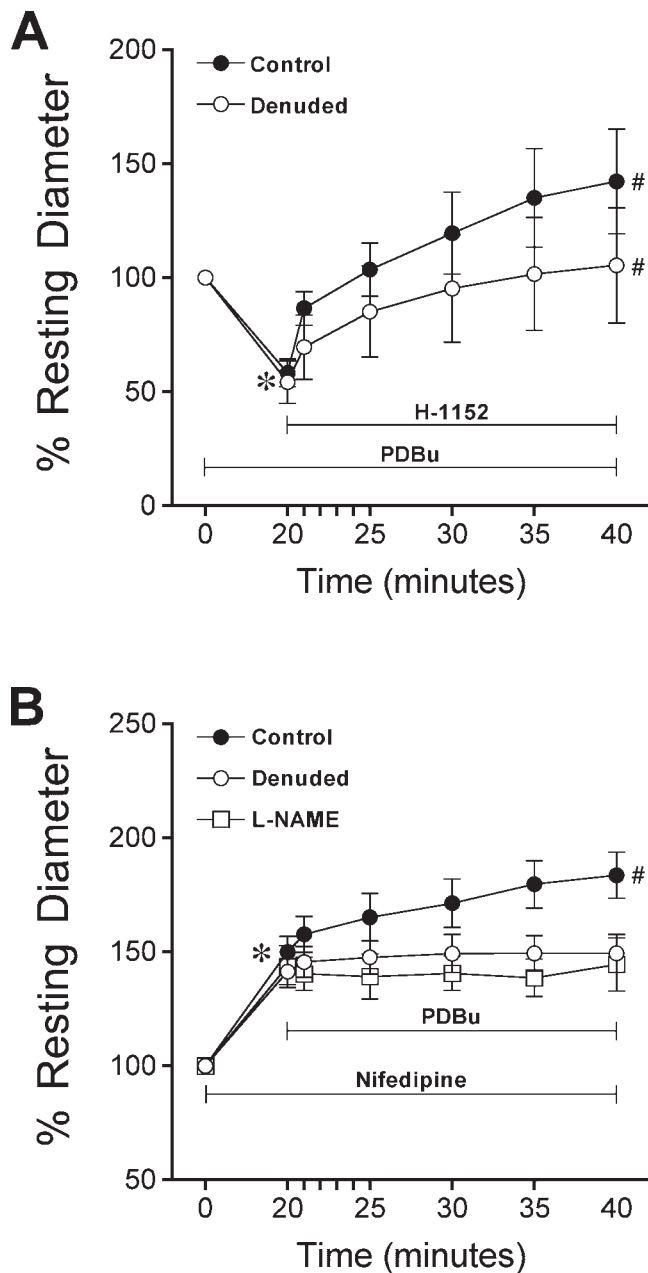 A
% Resting Diameter
200
150
100
50
0
Control
Denuded
#
#
*
H-1152
PDBu
0 20 25 30 35 40
Time (minutes)
B
% Resting Diameter
250
200
150
100
50
Control
Denuded
L-NAME
#
*
PDBu
Nifedipine
0 20 25 30 35 40
Time (minutes)